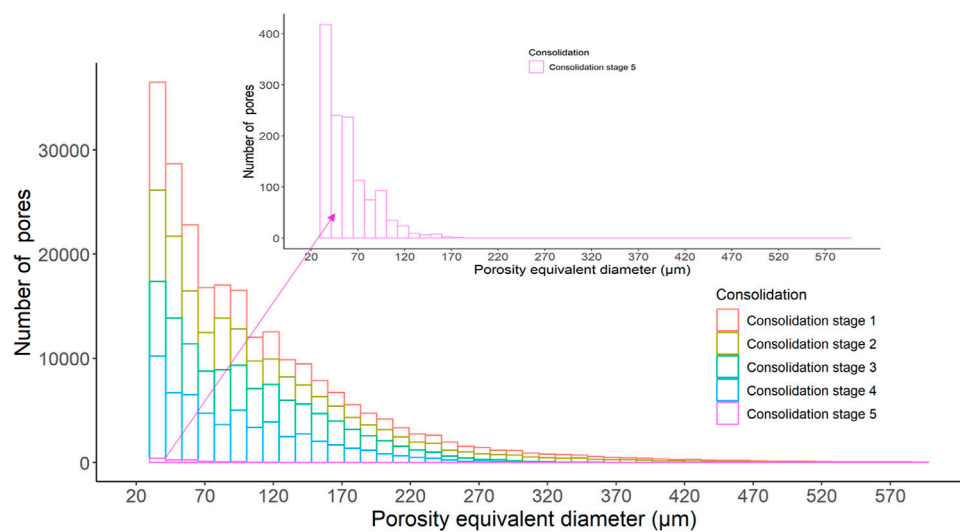 400
300
200
100
0
Number of pores
Consolidation
Consolidation stage 5
20 70 120 170 220 270 320 370 420 470 520 570
Porosity equivalent diameter (µm)
30000
20000
10000
0
Number of pores
Consolidation
Consolidation stage 1
Consolidation stage 2
Consolidation stage 3
Consolidation stage 4
Consolidation stage 5
20 70 120 170 220 270 320 370 420 470 520 570
Porosity equivalent diameter (µm)